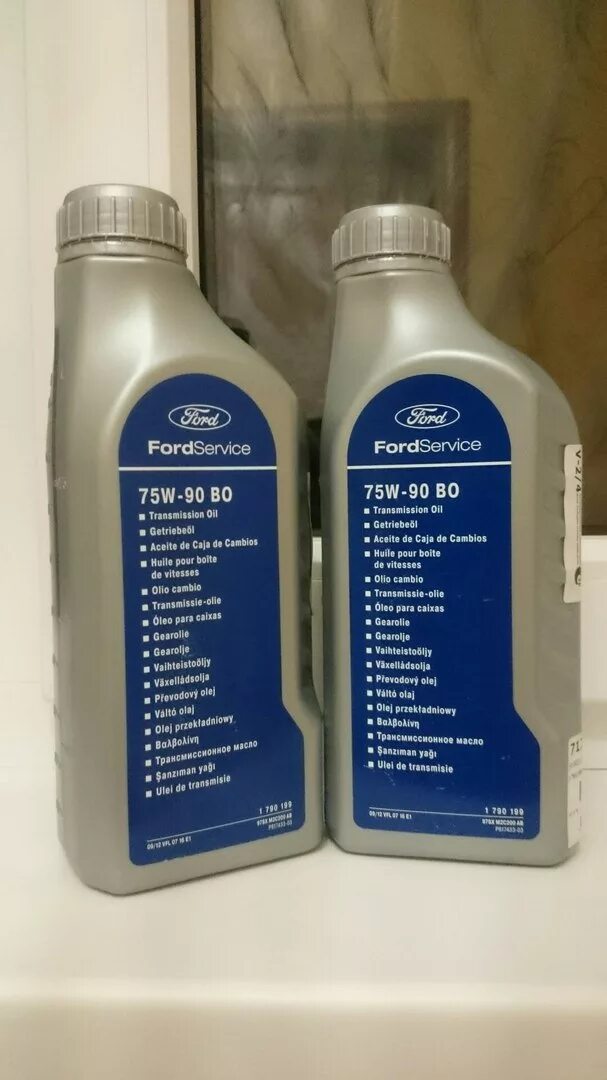 Ford
FordService
75W-90 BO
Transmission Oil
Getriebeöl
Aceite de Caja de Cambios
Huile pour boîte
de vitesses
Olio cambio
Transmissie-olie
Óleo para caixas
Gearolie
Gearolje
Vaihteistoöljy
Växellådsolja
Převodový olej
Váltó olaj
Olej przekładniowy
Βαλβολίνη
Трансмиссионное масло
Şanzıman yağı
Ulei de transmisie
1 790 199
Ford
FordService
75W-90 BO
Transmission Oil
Getriebeöl
Aceite de Caja de Cambios
Huile pour boîte
de vitesses
Olio cambio
Transmissie-olie
Óleo para caixas
Gearolie
Gearolje
Vaihteistoöljy
Växellådsolja
Převodový olej
Váltó olaj
Olej przekładniowy
Βαλβολίνη
Трансмиссионное масло
Şanzıman yağı
Ulei de transmisie
1 790 199
V-2/4